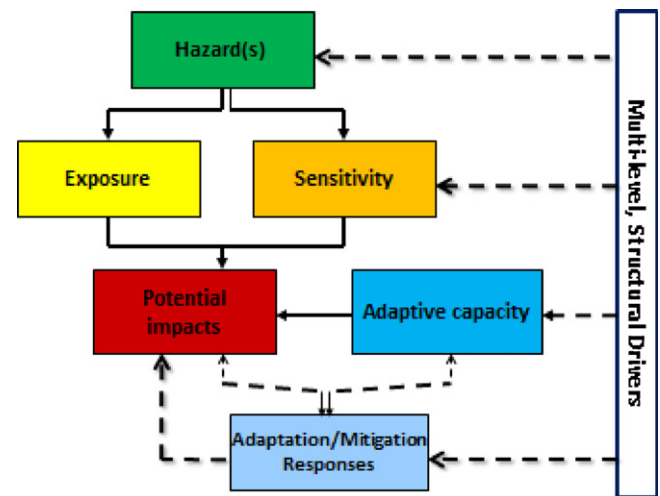 Hazard(s)
Exposure
Sensitivity
Potential
impacts
Adaptive capacity
Adaptation/Mitigation
Responses
Multi-level, Structural Drivers